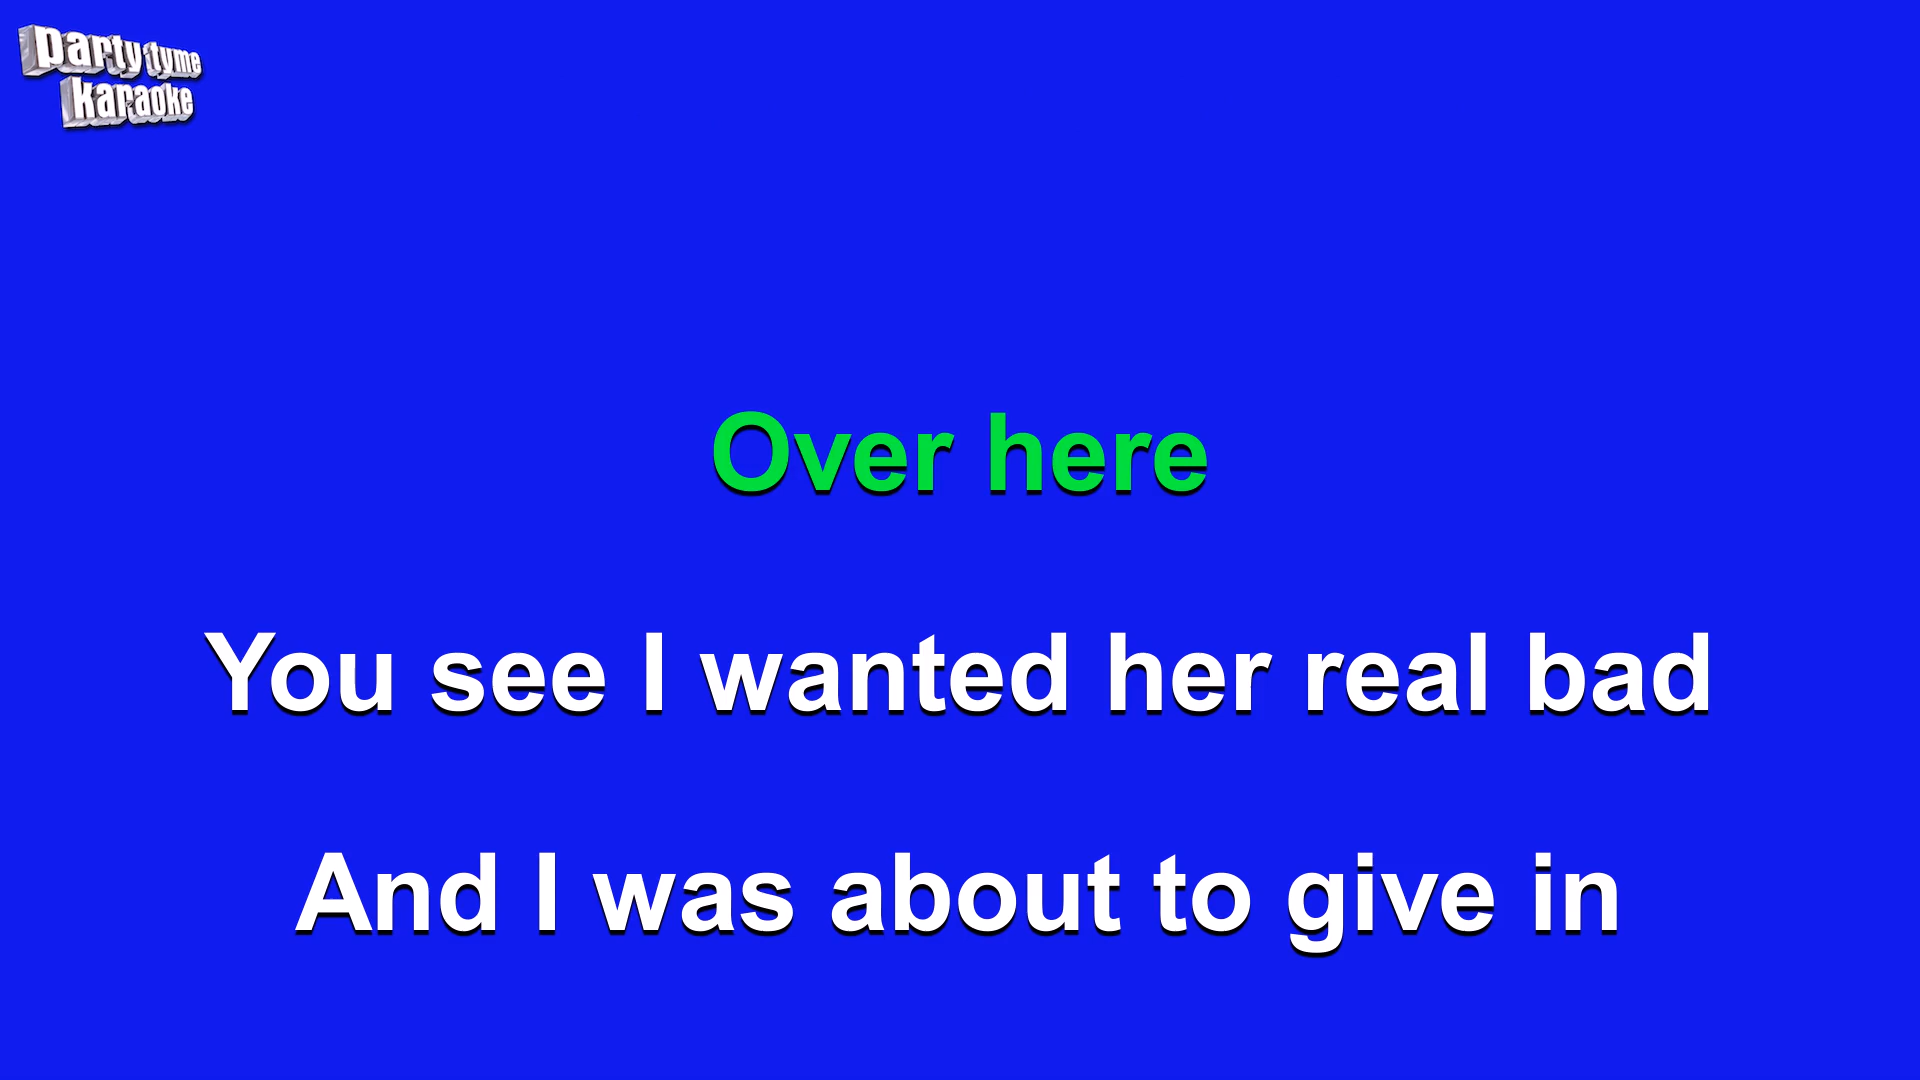 party tyme
karaoke
Over here
You see I wanted her real bad
And I was about to give in